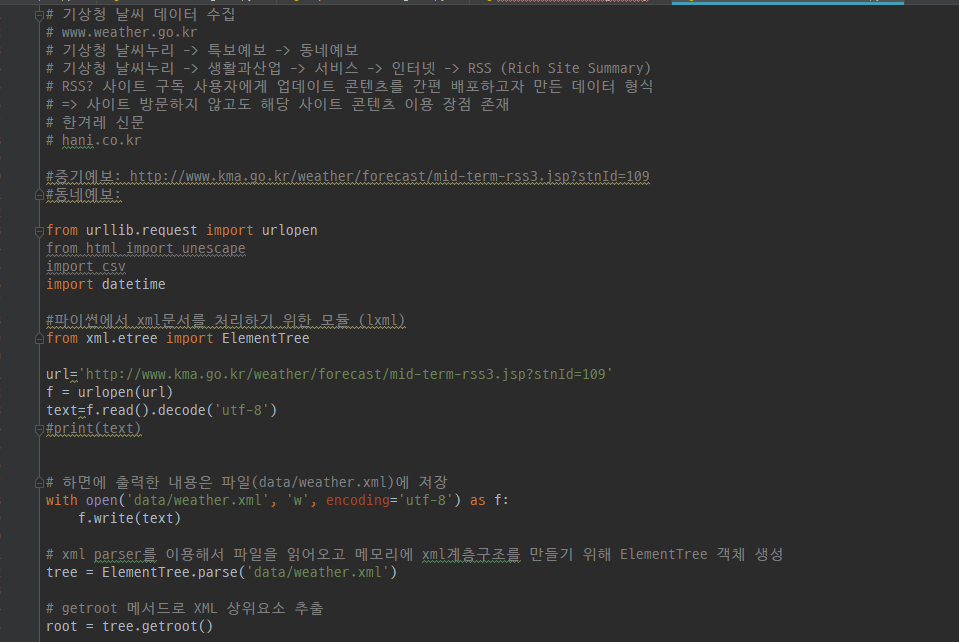 # 기상청 날씨 데이터 수집
# www.weather.go.kr
# 기상청 날씨누리 -> 특보예보 -> 동네예보
# 기상청 날씨누리 -> 생활과산업 -> 서비스 -> 인터넷 -> RSS (Rich Site Summary)
# RSS? 사이트 구독 사용자에게 업데이트 콘텐츠를 간편 배포하고자 만든 데이터 형식
# => 사이트 방문하지 않고도 해당 사이트 콘텐츠 이용 장점 존재
# 한겨레 신문
# hani.co.kr
#중기예보: http://www.kma.go.kr/weather/forecast/mid-term-rss3.jsp?stnId=109
#동네예보:
from urllib.request import urlopen
from html import unescape
import csv
import datetime
#파이썬에서 xml문서를 처리하기 위한 모듈 (lxml)
from xml.etree import ElementTree
url='http://www.kma.go.kr/weather/forecast/mid-term-rss3.jsp?stnId=109'
f = urlopen(url)
text=f.read().decode('utf-8')
#print(text)
# 하면에 출력한 내용은 파일(data/weather.xml)에 저장
with open('data/weather.xml', 'w', encoding='utf-8') as f:
    f.write(text)
# xml parser를 이용해서 파일을 읽어오고 메모리에 xml계층구조를 만들기 위해 ElementTree 객체 생성
tree = ElementTree.parse('data/weather.xml')
# getroot 메서드로 XML 상위요소 추출
root = tree.getroot()